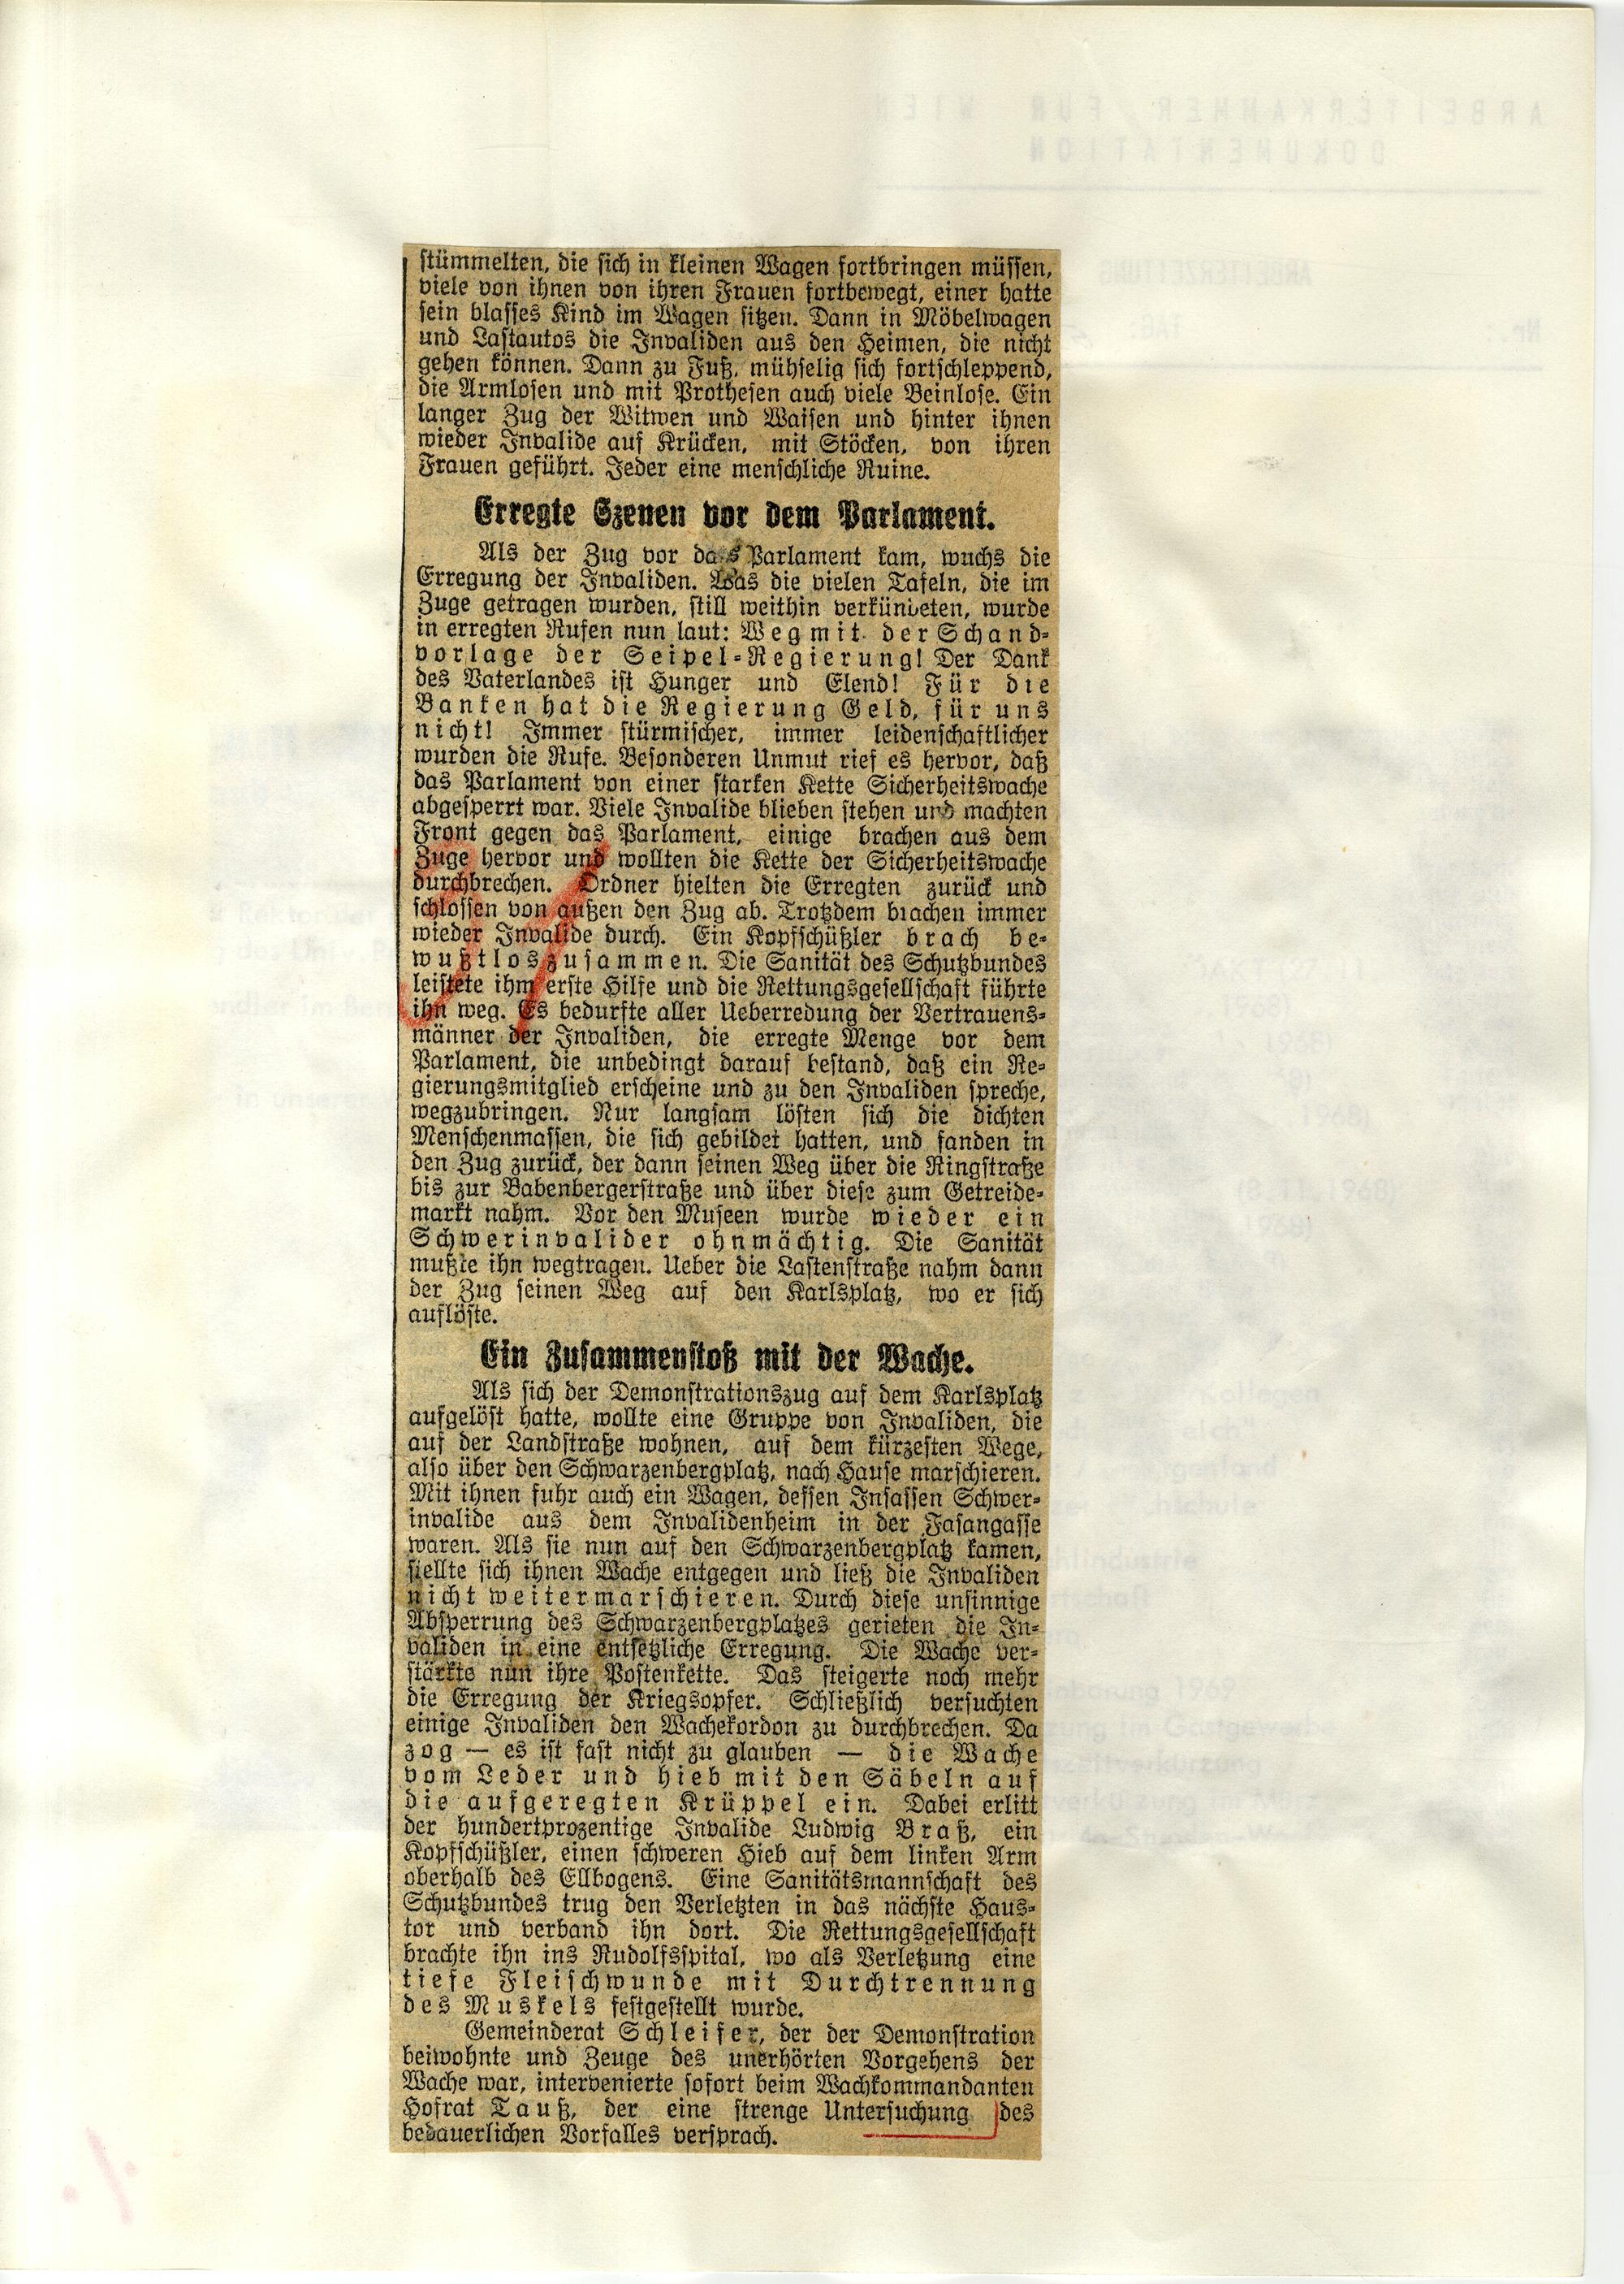 stümmelten, die sich in kleinen Wagen fortbringen müssen,
viele von ihnen von ihren Frauen fortbewegt, einer hatte
sein blasses Kind im Wagen sitzen. Dann in Möbelwagen
und Lastautos die Invaliden aus den Heimen, die nicht
gehen können. Dann zu Fuß, mühselig sich fortschleppend,
die Armlosen und mit Prothesen auch viele Beinlose. Ein
langer Zug der Witwen und Waisen und hinter ihnen
wieder Invalide auf Krücken, mit Stöcken, von ihren
Frauen geführt. Jeder eine menschliche Ruine.
Erregte Szenen vor dem Parlament.
Als der Zug vor das Parlament kam, wuchs die
Erregung der Invaliden. Was die vielen Tafeln, die im
Zuge getragen wurden, still weithin verkündeten, wurde
in erregten Rufen nun laut: Weg mit der Schand-
vorlage der Seipel-Regierung! Der Dank
des Vaterlandes ist Hunger und Elend! Für die
Banken hat die Regierung Geld, für uns
nicht! Immer stürmischer, immer leidenschaftlicher
wurden die Rufe. Besonderen Unmut rief es hervor, daß
das Parlament von einer starken Kette Sicherheitswache
abgesperrt war. Viele Invalide blieben stehen und machten
Front gegen das Parlament, einige brachen aus dem
Zuge hervor und wollten die Kette der Sicherheitswache
durchbrechen. Ordner hielten die Erregten zurück und
schlossen von außen den Zug ab. Trotzdem brachen immer
wieder Invalide durch. Ein Kopfschüßler brach be-
wußtlos zusammen. Die Sanität des Schutzbundes
leistete ihm erste Hilfe und die Rettungsgesellschaft führte
ihn weg. Es bedurfte aller Ueberredung der Vertrauens-
männer der Invaliden, die erregte Menge vor dem
Parlament, die unbedingt darauf bestand, daß ein Re-
gierungsmitglied erscheine und zu den Invaliden spreche,
wegzubringen. Nur langsam lösten sich die dichten
Menschenmassen, die sich gebildet hatten, und fanden in
den Zug zurück, der dann seinen Weg über die Ringstraße
bis zur Babenbergerstraße und über diese zum Getreide-
markt nahm. Vor den Museen wurde wieder ein
Schwerinvalider ohnmächtig. Die Sanität
mußte ihn wegtragen. Ueber die Lastenstraße nahm dann
der Zug seinen Weg auf den Karlsplatz, wo er sich
auflöste.
Ein Zusammenstoß mit der Wache.
Als sich der Demonstrationszug auf dem Karlsplatz
aufgelöst hatte, wollte eine Gruppe von Invaliden, die
auf der Landstraße wohnen, auf dem kürzesten Wege,
also über den Schwarzenbergplatz, nach Hause marschieren.
Mit ihnen fuhr auch ein Wagen, dessen Insassen Schwer-
invalide aus dem Invalidenheim in der Fasangasse
waren. Als sie nun auf den Schwarzenbergplatz kamen,
stellte sich ihnen Wache entgegen und ließ die Invaliden
nicht weitermarschieren. Durch diese unsinnige
Absperrung des Schwarzenbergplatzes gerieten die In-
validen in eine entsetzliche Erregung. Die Wache ver-
stärkte nun ihre Postenkette. Das steigerte noch mehr
die Erregung der Kriegsopfer. Schließlich versuchten
einige Invaliden den Wachekordon zu durchbrechen. Da
zog — es ist fast nicht zu glauben — die Wache
vom Leder und hieb mit den Säbeln auf
die aufgeregten Krüppel ein. Dabei erlitt
der hundertprozentige Invalide Ludwig Braß, ein
Kopfschüßler, einen schweren Hieb auf dem linken Arm
oberhalb des Ellbogens. Eine Sanitätsmannschaft des
Schutzbundes trug den Verletzten in das nächste Haus-
tor und verband ihn dort. Die Rettungsgesellschaft
brachte ihn ins Rudolfsspital, wo als Verletzung eine
tiefe Fleischwunde mit Durchtrennung
des Muskels festgestellt wurde.
Gemeinderat Schleifer, der der Demonstration
beiwohnte und Zeuge des unerhörten Vorgehens der
Wache war, intervenierte sofort beim Wachkommandanten
Hofrat Tauß, der eine strenge Untersuchung des
bedauerlichen Vorfalles versprach.